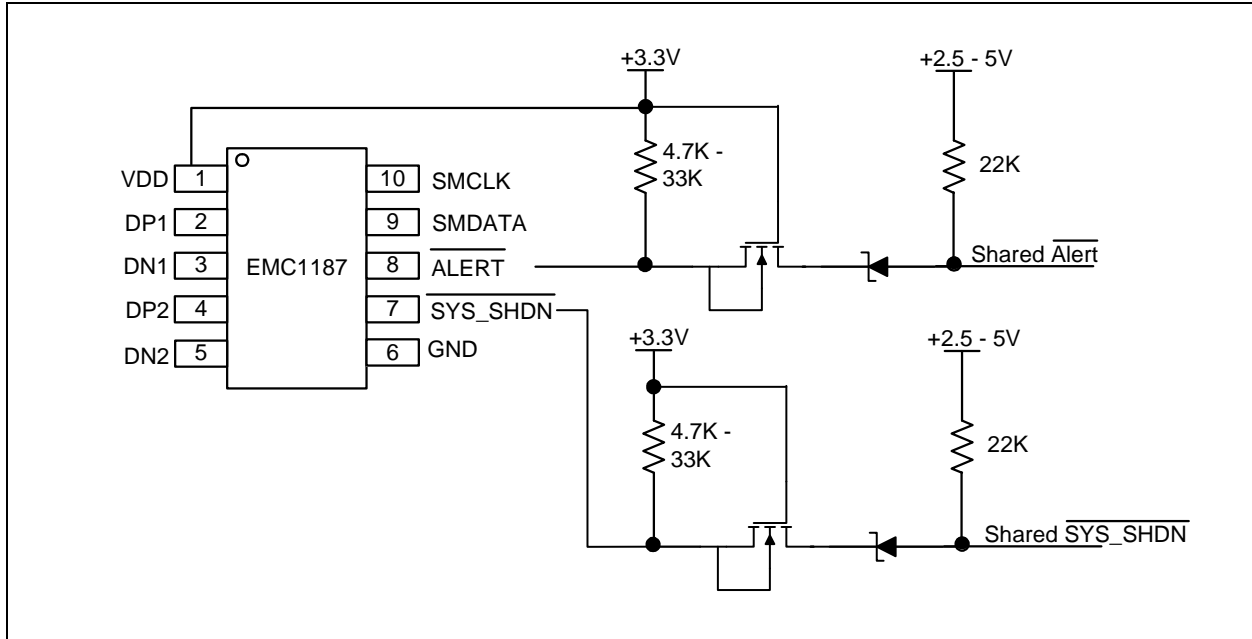 +3.3V
+2.5 - 5V
4.7K -
33K
22K
VDD 1
10 SMCLK
DP1 2
9 SMDATA
DN1 3
EMC1187
8 ALERT
Shared Alert
DP2 4
7 SYS_SHDN
DN2 5
6 GND
+3.3V
+2.5 - 5V
4.7K -
33K
22K
Shared SYS_SHDN